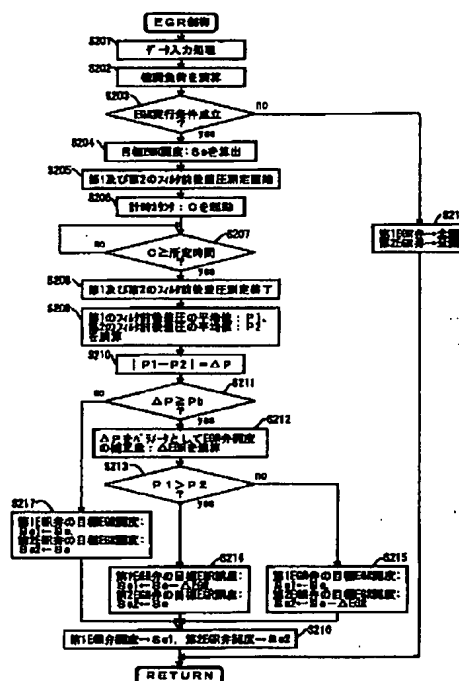 EGR制御
S201
データ入力処理
S202
機関負荷を演算
S203
EGR実行条件成立
?
no
yes
S204
目標EGR開度:θeを算出
S205
第1及び第2のフィルタ前後差圧測定開始
S206
計時カウンタ:Cを起動
S207
no
C≧所定時間
?
yes
S208
第1及び第2のフィルタ前後差圧測定終了
S209
第1のフィルタ前後差圧の平均値:P1、
第2のフィルタ前後差圧の平均値:P2
を演算
S210
|P1-P2|=ΔP
S211
no
ΔP≧Pb
?
yes
S212
ΔPをパラメータとしてEGR弁開度
の補正量:ΔEGRを演算
S213
P1>P2
?
no
yes
S217
第1EGR弁の目標EGR開度:
θe1←θe
第2EGR弁の目標EGR開度:
θe2←θe
S214
第1EGR弁の目標EGR開度:
θe1←θe-ΔEGR
第2EGR弁の目標EGR開度:
θe2←θe
S215
第1EGR弁の目標EGR開度:
θe1←θe
第2EGR弁の目標EGR開度:
θe2←θe-ΔEGR
S216
第1EGR弁開度→θe1, 第2EGR弁開度→θe2
第1EGR弁→全閉
第2EGR弁→全閉
RETURN